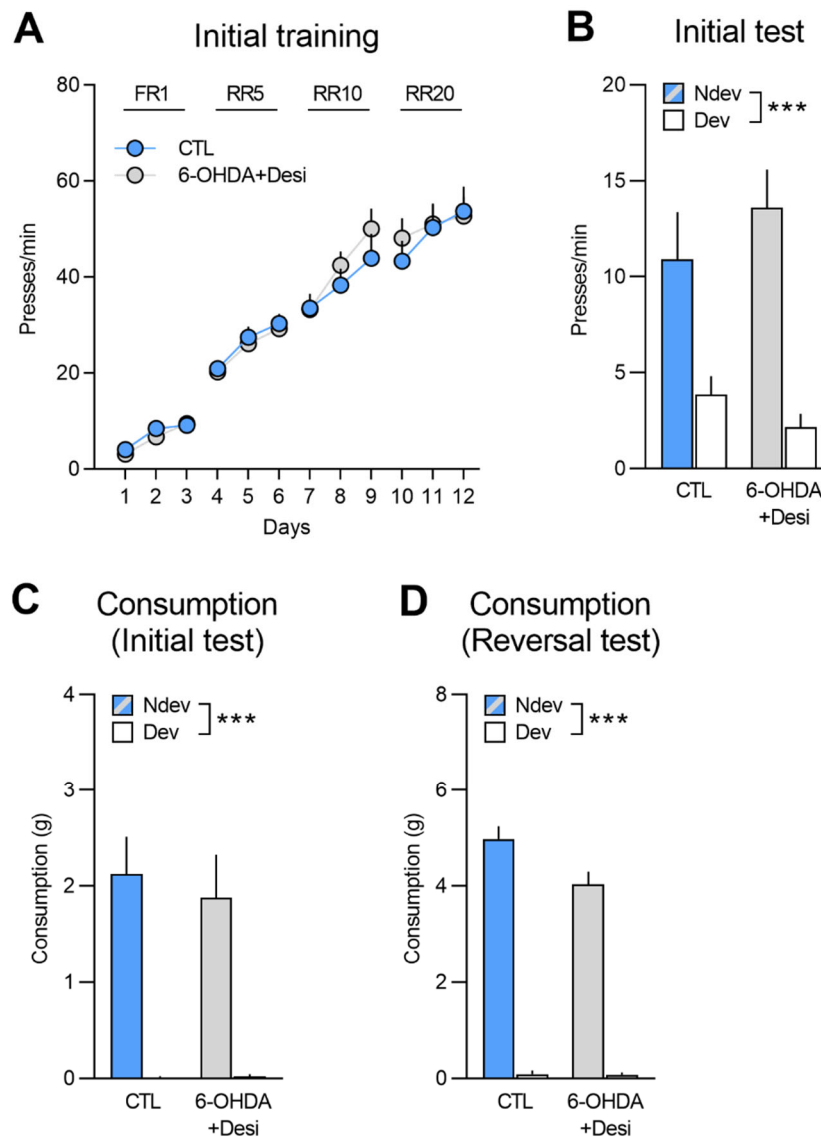 A
Initial training
80
60
40
20
0
Presses/min
FR1 RR5 RR10 RR20
CTL
6-OHDA+Desi
1 2 3 4 5 6 7 8 9 10 11 12
Days
B
Initial test
20
15
10
5
0
Presses/min
Ndev
Dev
***
CTL 6-OHDA
+Desi
C
Consumption
(Initial test)
4
3
2
1
0
Consumption (g)
Ndev
Dev
***
CTL 6-OHDA
+Desi
D
Consumption
(Reversal test)
8
6
4
2
0
Consumption (g)
Ndev
Dev
***
CTL 6-OHDA
+Desi